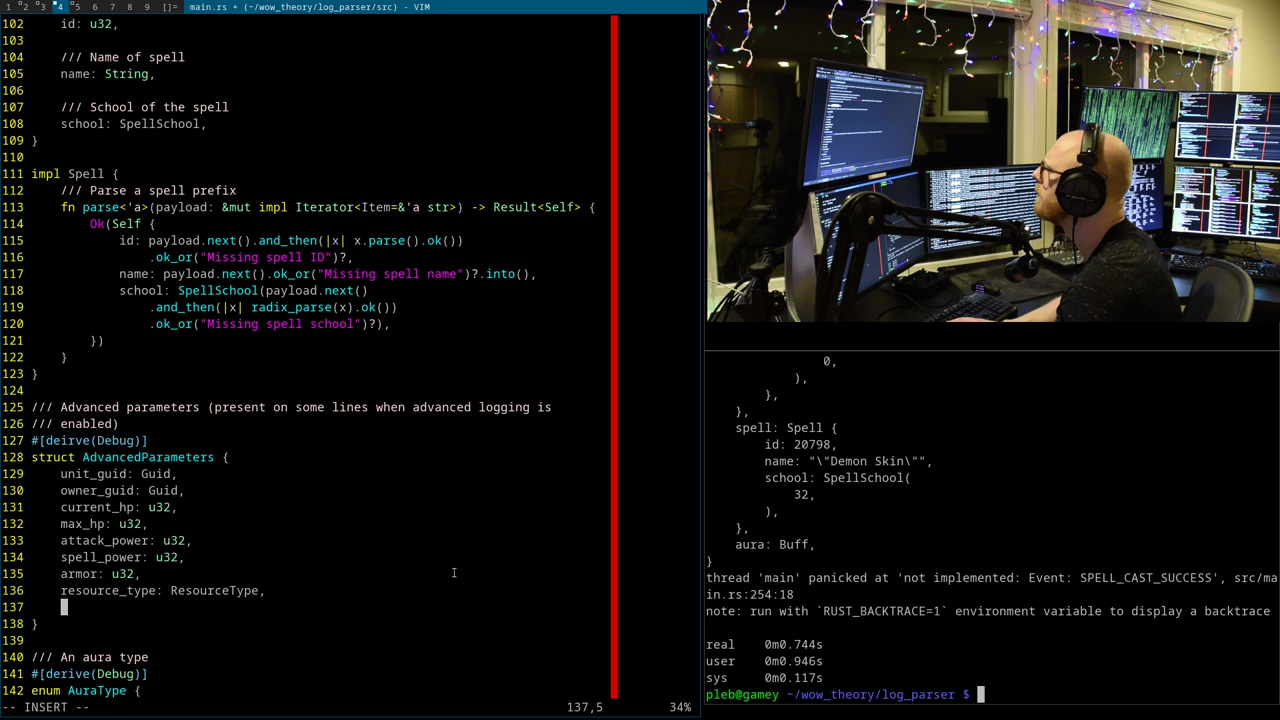 1 2 3 4 5 6 7 8 9 []= main.rs + (~/wow_theory/log_parser/src) - VIM
102     id: u32,
103
104     /// Name of spell
105     name: String,
106
107     /// School of the spell
108     school: SpellSchool,
109 }
110
111 impl Spell {
112     /// Parse a spell prefix
113     fn parse<'a>(payload: &mut impl Iterator<Item=&'a str>) -> Result<Self> {
114         Ok(Self {
115             id: payload.next().and_then(|x| x.parse().ok())
116                 .ok_or("Missing spell ID")?,
117             name: payload.next().ok_or("Missing spell name")?.into(),
118             school: SpellSchool(payload.next()
119                 .and_then(|x| radix_parse(x).ok())
120                 .ok_or("Missing spell school")?),
121         })
122     }
123 }
124
125 /// Advanced parameters (present on some lines when advanced logging is
126 /// enabled)
127 #[deirve(Debug)]
128 struct AdvancedParameters {
129     unit_guid: Guid,
130     owner_guid: Guid,
131     current_hp: u32,
132     max_hp: u32,
133     attack_power: u32,
134     spell_power: u32,
135     armor: u32,
136     resource_type: ResourceType,
137
138 }
139
140 /// An aura type
141 #[derive(Debug)]
142 enum AuraType {
-- INSERT -- 137,5 34%
0,
),
},
},
spell: Spell {
id: 20798,
name: "\"Demon Skin\"",
school: SpellSchool(
32,
),
},
aura: Buff,
}
thread 'main' panicked at 'not implemented: Event: SPELL_CAST_SUCCESS', src/ma
in.rs:254:18
note: run with `RUST_BACKTRACE=1` environment variable to display a backtrace

real    0m0.744s
user    0m0.946s
sys     0m0.117s
pleb@gamey ~/wow_theory/log_parser $